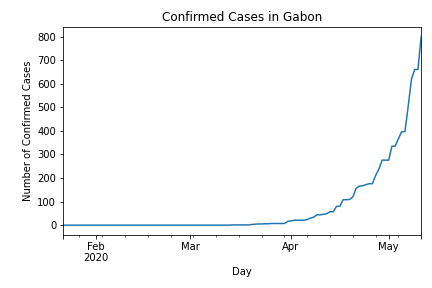 Confirmed Cases in Gabon
Number of Confirmed Cases
800
700
600
500
400
300
200
100
0
Feb
2020
Mar
Apr
May
Day